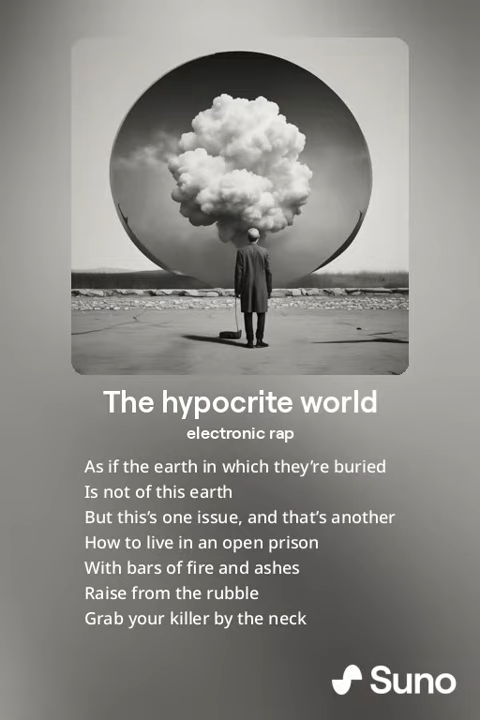 The hypocrite world
electronic rap
As if the earth in which they're buried
Is not of this earth
But this's one issue, and that's another
How to live in an open prison
With bars of fire and ashes
Raise from the rubble
Grab your killer by the neck
Suno